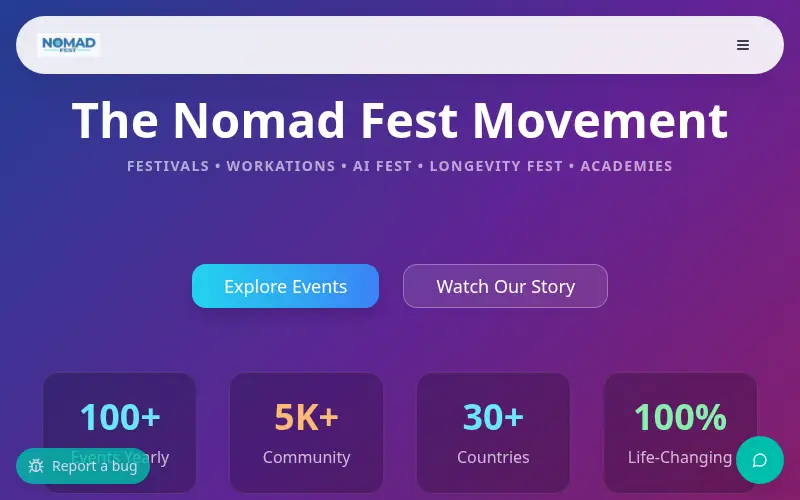 NOMAD
FEST
The Nomad Fest Movement
FESTIVALS • WORKATIONS • AI FEST • LONGEVITY FEST • ACADEMIES
Explore Events
Watch Our Story
100+
Events Yearly
5K+
Community
30+
Countries
100%
Life-Changing
Report a bug